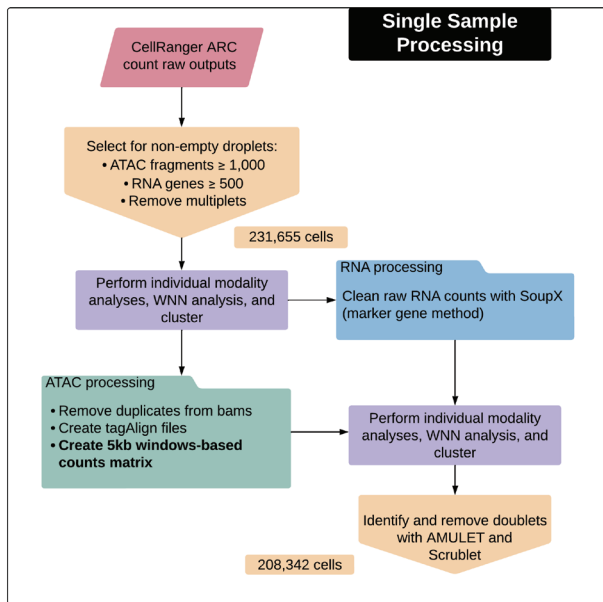 Single Sample
Processing
CellRanger ARC
count raw outputs
Select for non-empty droplets:
• ATAC fragments ≥ 1,000
• RNA genes ≥ 500
• Remove multiplets
231,655 cells
Perform individual modality
analyses, WNN analysis, and
cluster
RNA processing
Clean raw RNA counts with SoupX
(marker gene method)
ATAC processing
• Remove duplicates from bams
• Create tagAlign files
• Create 5kb windows-based
counts matrix
Perform individual modality
analyses, WNN analysis, and
cluster
Identify and remove doublets
with AMULET and
Scrublet
208,342 cells